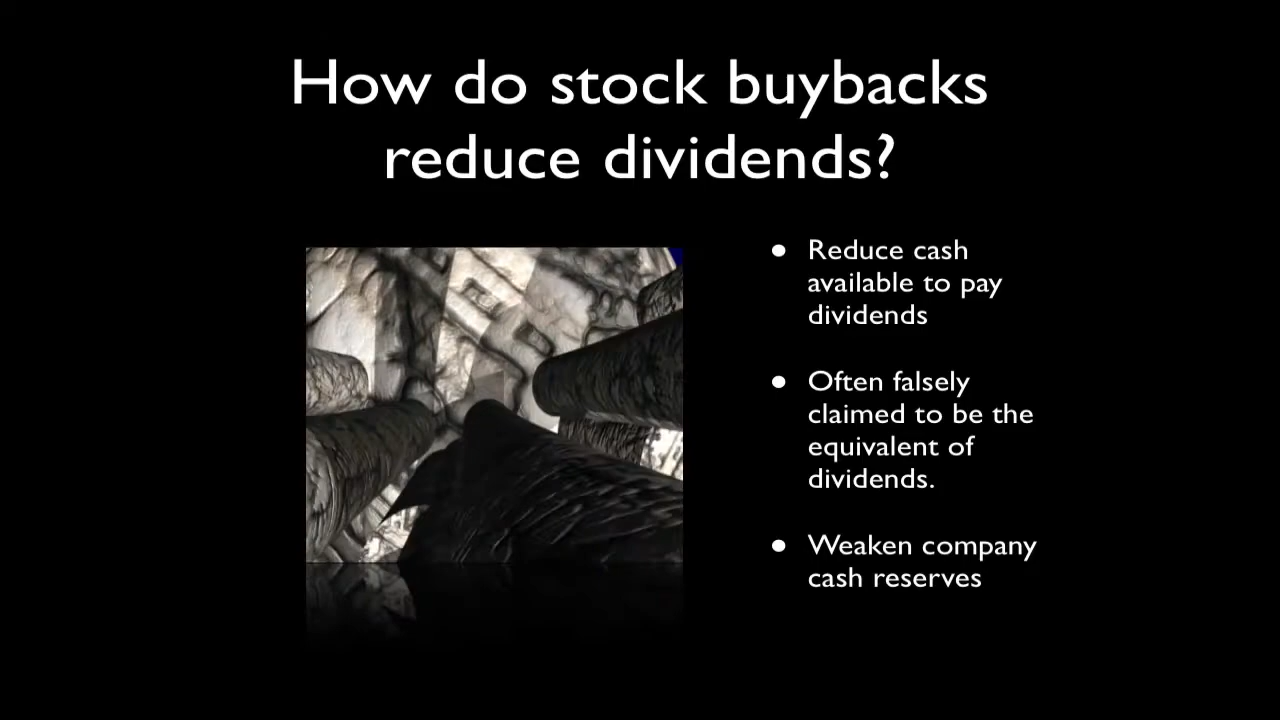 How do stock buybacks
reduce dividends?
• Reduce cash
available to pay
dividends
• Often falsely
claimed to be the
equivalent of
dividends.
• Weaken company
cash reserves